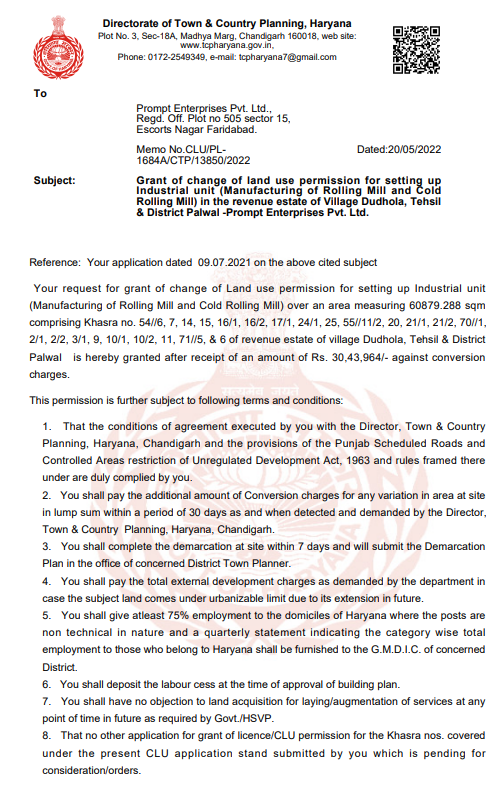 Directorate of Town & Country Planning, Haryana
Plot No. 3, Sec-18A, Madhya Marg, Chandigarh 160018, web site:
www.tcpharyana.gov.in,
Phone: 0172-2549349, e-mail: tcpharyana7@gmail.com
To
Prompt Enterprises Pvt. Ltd.,
Regd. Off. Plot no 505 sector 15,
Escorts Nagar Faridabad.
Memo No.CLU/PL- Dated:20/05/2022
1684A/CTP/13850/2022
Subject: Grant of change of land use permission for setting up
Industrial unit (Manufacturing of Rolling Mill and Cold
Rolling Mill) in the revenue estate of Village Dudhola, Tehsil
& District Palwal -Prompt Enterprises Pvt. Ltd.
Reference: Your application dated 09.07.2021 on the above cited subject
Your request for grant of change of Land use permission for setting up Industrial unit
(Manufacturing of Rolling Mill and Cold Rolling Mill) over an area measuring 60879.288 sqm
comprising Khasra no. 54//6, 7, 14, 15, 16/1, 16/2, 17/1, 24/1, 25, 55//11/2, 20, 21/1, 21/2, 70//1,
2/1, 2/2, 3/1, 9, 10/1, 10/2, 11, 71//5, & 6 of revenue estate of village Dudhola, Tehsil & District
Palwal is hereby granted after receipt of an amount of Rs. 30,43,964/- against conversion
charges.
This permission is further subject to following terms and conditions:
1. That the conditions of agreement executed by you with the Director, Town & Country
Planning, Haryana, Chandigarh and the provisions of the Punjab Scheduled Roads and
Controlled Areas restriction of Unregulated Development Act, 1963 and rules framed there
under are duly complied by you.
2. You shall pay the additional amount of Conversion charges for any variation in area at site
in lump sum within a period of 30 days as and when detected and demanded by the Director,
Town & Country Planning, Haryana, Chandigarh.
3. You shall complete the demarcation at site within 7 days and will submit the Demarcation
Plan in the office of concerned District Town Planner.
4. You shall pay the total external development charges as demanded by the department in
case the subject land comes under urbanizable limit due to its extension in future.
5. You shall give atleast 75% employment to the domiciles of Haryana where the posts are
non technical in nature and a quarterly statement indicating the category wise total
employment to those who belong to Haryana shall be furnished to the G.M.D.I.C. of concerned
District.
6. You shall deposit the labour cess at the time of approval of building plan.
7. You shall have no objection to land acquisition for laying/augmentation of services at any
point of time in future as required by Govt./HSVP.
8. That no other application for grant of licence/CLU permission for the Khasra nos. covered
under the present CLU application stand submitted by you which is pending for
consideration/orders.